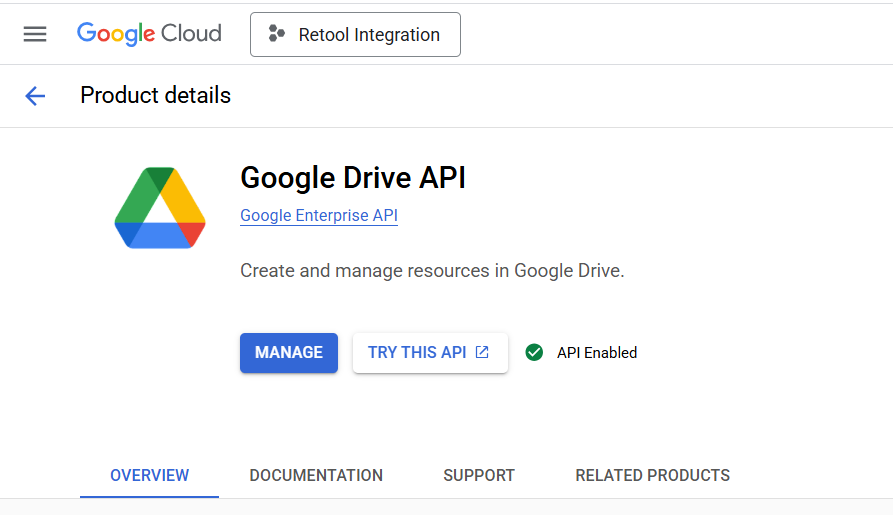 Google Cloud
Retool Integration
Product details
Google Drive API
Google Enterprise API
Create and manage resources in Google Drive.
MANAGE
TRY THIS API
API Enabled
OVERVIEW
DOCUMENTATION
SUPPORT
RELATED PRODUCTS